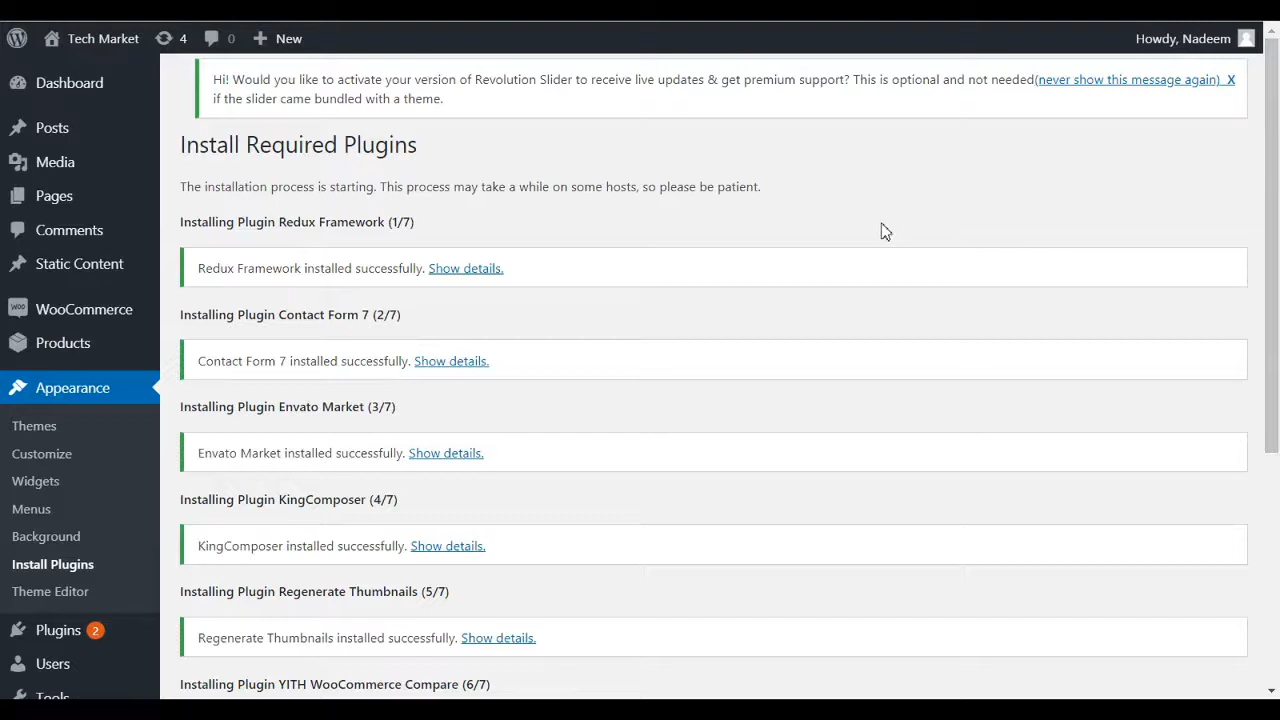 Tech Market 4 0 New Howdy, Nadeem
Dashboard
Posts
Media
Pages
Comments
Static Content
WOO WooCommerce
Products
Appearance
Themes
Customize
Widgets
Menus
Background
Install Plugins
Theme Editor
Plugins 2
Users
Tools
Hi! Would you like to activate your version of Revolution Slider to receive live updates & get premium support? This is optional and not needed(never show this message again) X
if the slider came bundled with a theme.
Install Required Plugins
The installation process is starting. This process may take a while on some hosts, so please be patient.
Installing Plugin Redux Framework (1/7)
Redux Framework installed successfully. Show details.
Installing Plugin Contact Form 7 (2/7)
Contact Form 7 installed successfully. Show details.
Installing Plugin Envato Market (3/7)
Envato Market installed successfully. Show details.
Installing Plugin KingComposer (4/7)
KingComposer installed successfully. Show details.
Installing Plugin Regenerate Thumbnails (5/7)
Regenerate Thumbnails installed successfully. Show details.
Installing Plugin YITH WooCommerce Compare (6/7)